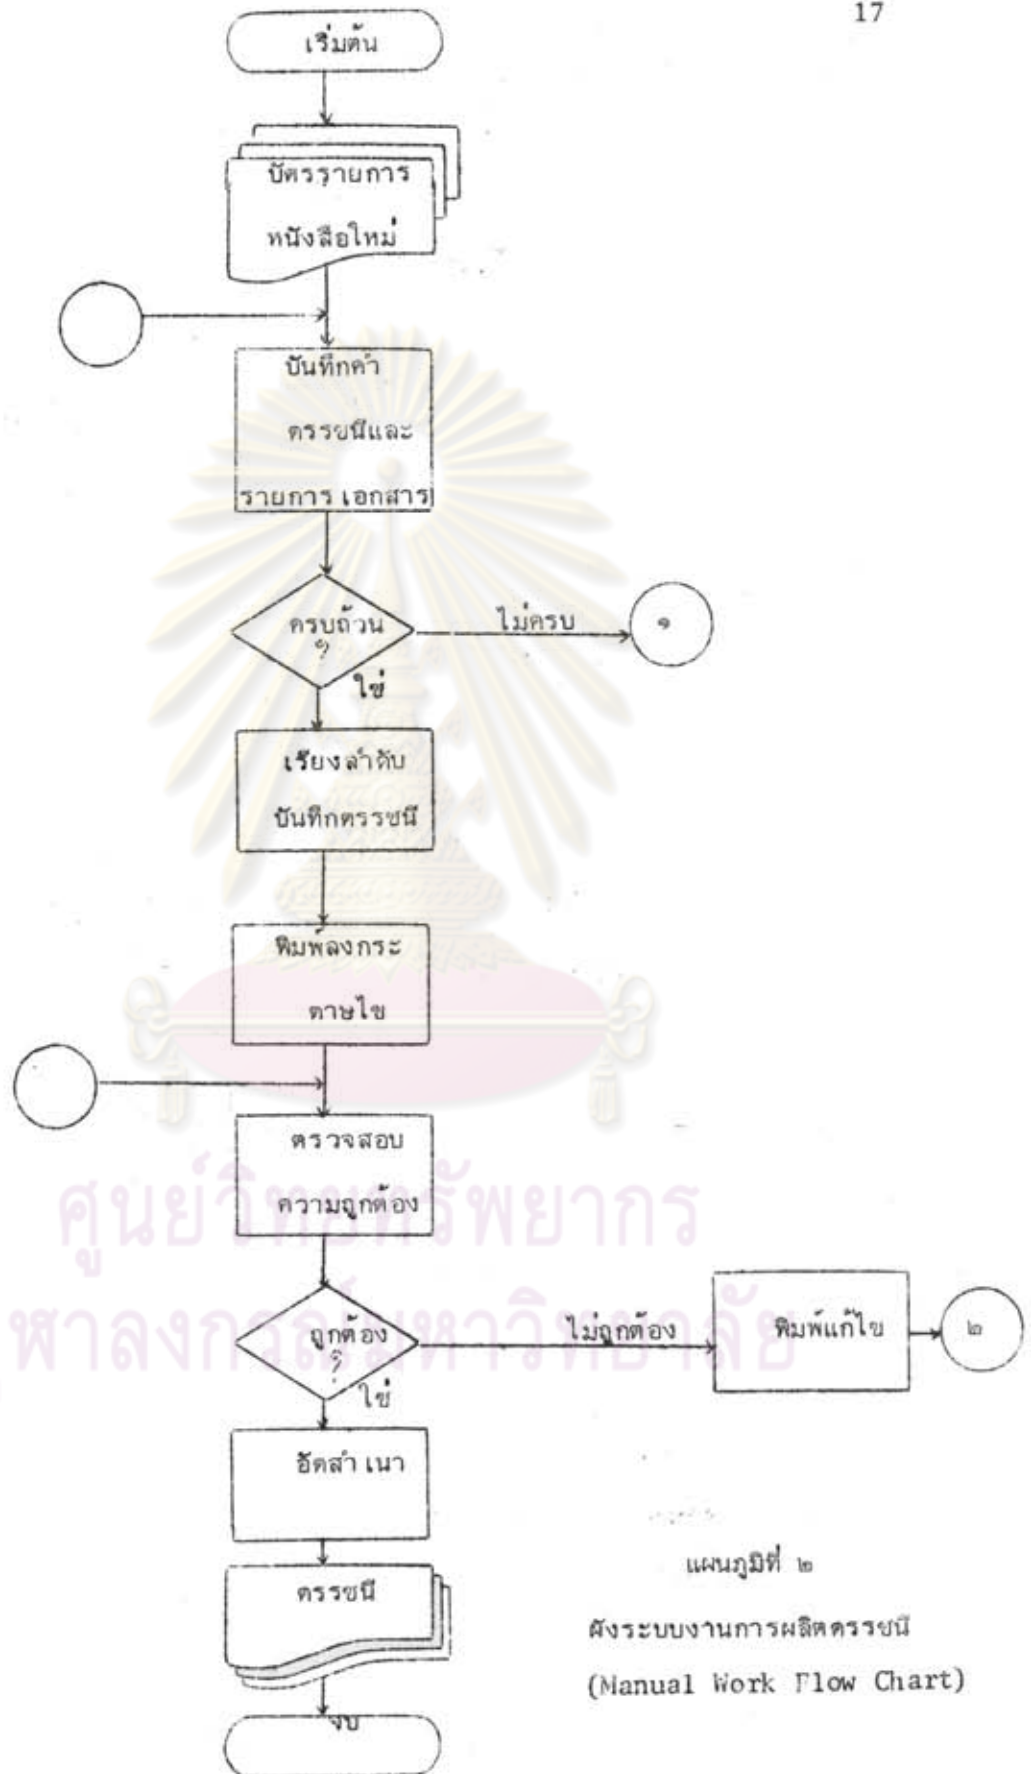 17
เริ่มต้น
บัตรรายการ
หนังสือใหม่
บันทึกคำ
ตรรชนีและ
รายการ เอกสาร
ครบถ้วน
?
ไม่ครบ
๑
ใช่
เรียงลำดับ
บันทึกตรรชนี
พิมพ์ลงกระ
ดาษไข
ตรวจสอบ
ความถูกต้อง
ศูนย์วิทยทรัพยากร
ถูกต้อง
?
ไม่ถูกต้อง
พิมพ์แก้ไข
๒
ฬาลงกรณ์มหาวิทยาลัย
ใช่
อัดสำ เนา
ตรรชนี
จบ
แผนภูมิที่ ๒
ผังระบบงานการผลิตตรรชนี
(Manual Work Flow Chart)